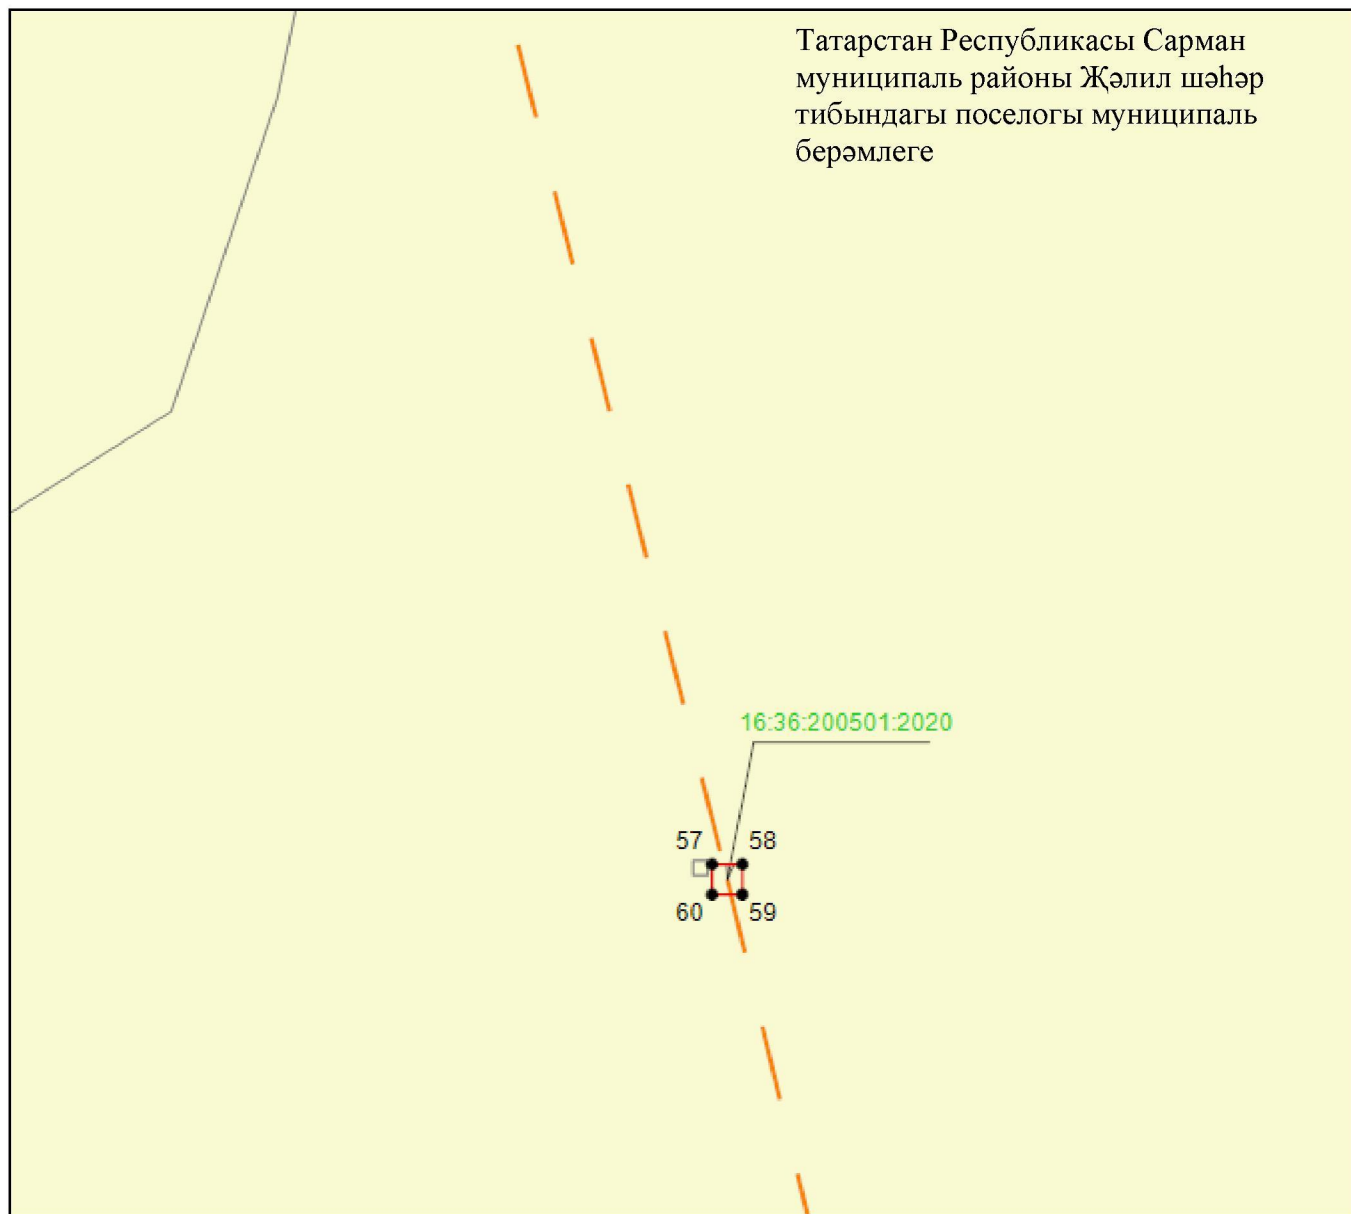 Татарстан Республикасы Сарман
муниципаль районы Җәлил шәһәр
тибындагы поселогы муниципаль
берәмлеге
16:36:200501:2020
57 58
60 59